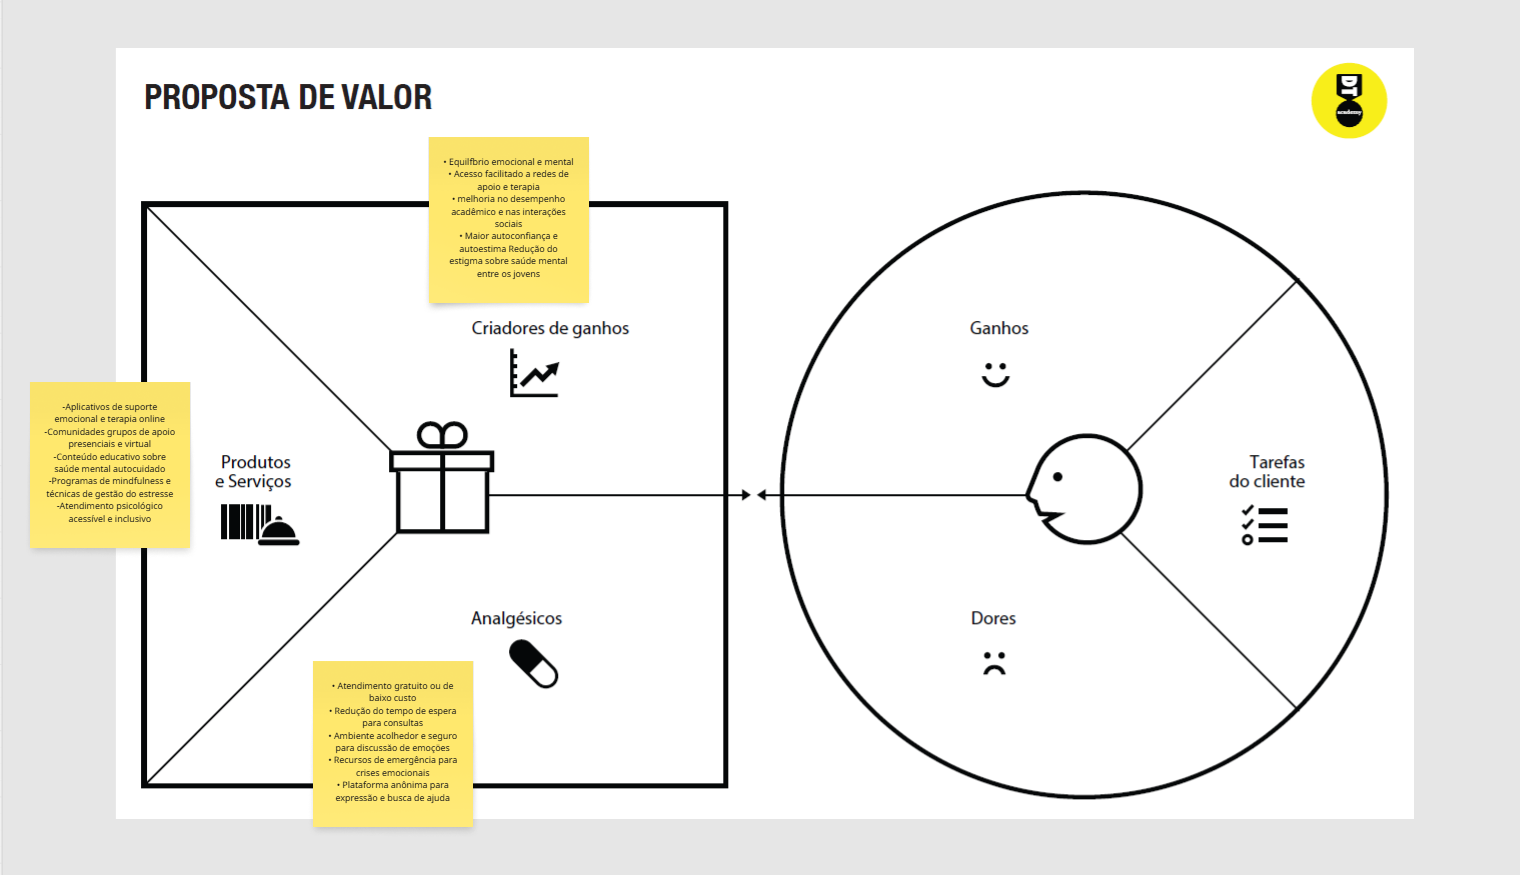 PROPOSTA DE VALOR
DT
academy
• Equilfbrio emocional e mental
• Acesso facilitado a redes de
apoio e terapia
• melhoria no desempenho
acadêmico e nas interações
sociais
• Maior autoconfiança e
autoestima Redução do
estigma sobre saúde mental
entre os jovens
Criadores de ganhos
-Aplicativos de suporte
emocional e terapia online
-Comunidades grupos de apoio
presenciais e virtual
-Conteúdo educativo sobre
saúde mental autocuidado
-Programas de mindfulness e
técnicas de gestão do estresse
-Atendimento psicológico
acessível e inclusivo
Produtos
e Serviços
Analgésicos
• Atendimento gratuito ou de
baixo custo
• Redução do tempo de espera
para consultas
• Ambiente acolhedor e seguro
para discussão de emoções
• Recursos de emergência para
crises emocionais
• Plataforma anônima para
expressão e busca de ajuda
Ganhos
Tarefas
do cliente
Dores